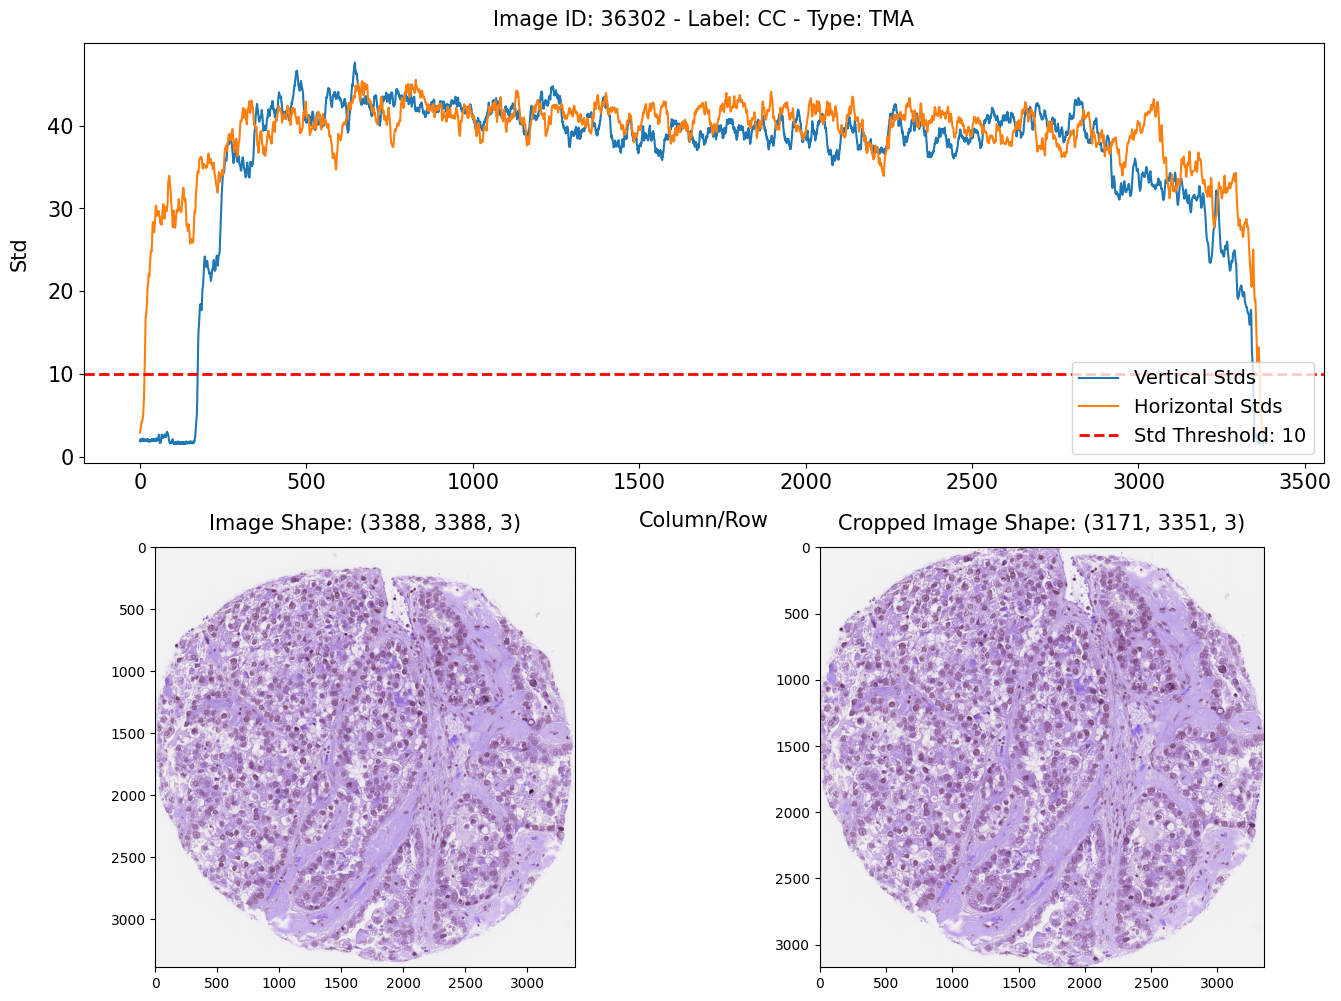 Image ID: 36302 - Label: CC - Type: TMA
Std
40
30
20
10
0
0 500 1000 1500 2000 2500 3000 3500
Column/Row
Vertical Stds
Horizontal Stds
Std Threshold: 10
Image Shape: (3388, 3388, 3)
0
500
1000
1500
2000
2500
3000
0 500 1000 1500 2000 2500 3000
Cropped Image Shape: (3171, 3351, 3)
0
500
1000
1500
2000
2500
3000
0 500 1000 1500 2000 2500 3000